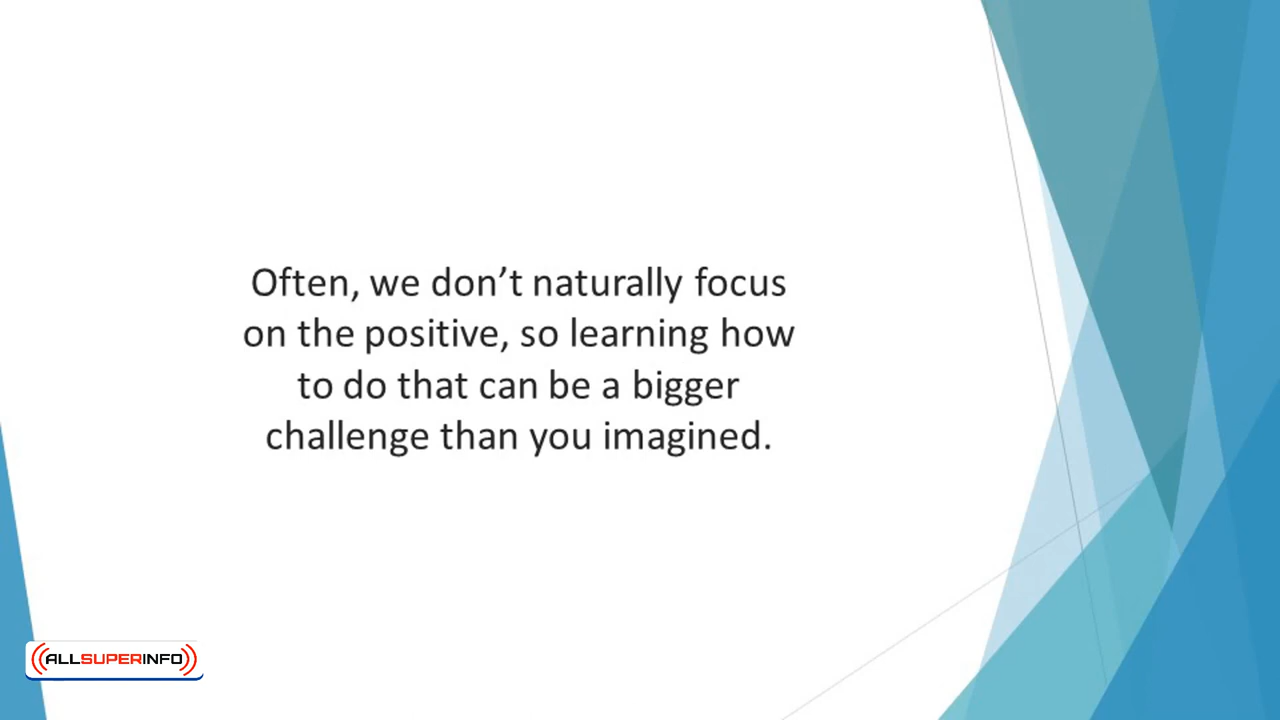 Often, we don’t naturally focus
on the positive, so learning how
to do that can be a bigger
challenge than you imagined.
ALLSUPERINFO